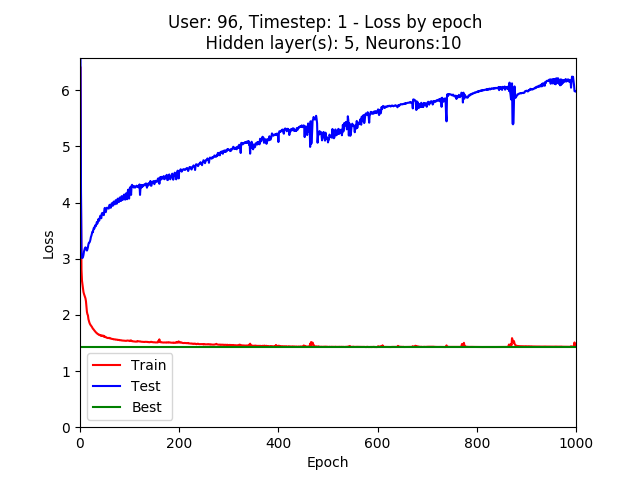 User: 96, Timestep: 1 - Loss by epoch
Hidden layer(s): 5, Neurons:10
6
5
4
3
2
1
0
Loss
Train
Test
Best
0 200 400 600 800 1000
Epoch